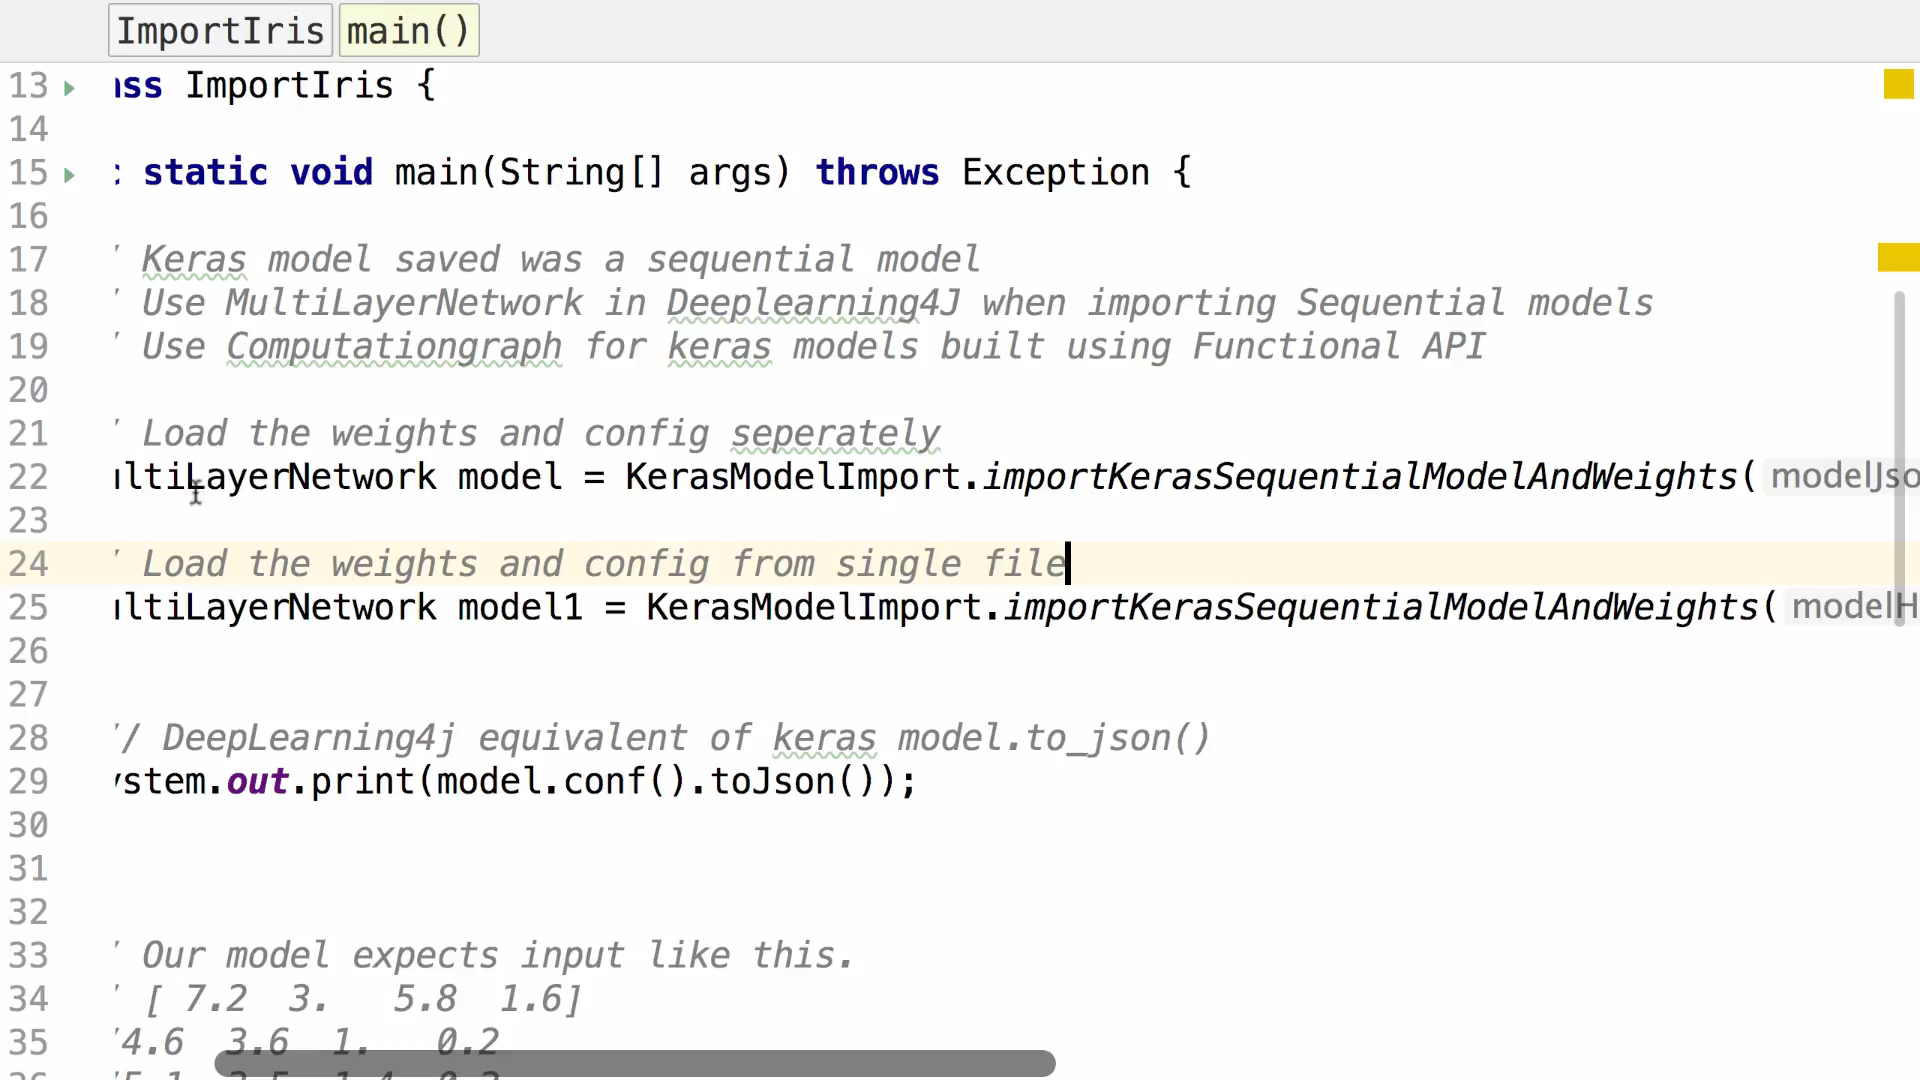 ImportIris main()
13 ass ImportIris {
14
15 c static void main(String[] args) throws Exception {
16
17 / Keras model saved was a sequential model
18 / Use MultiLayerNetwork in Deeplearning4J when importing Sequential models
19 / Use Computationgraph for keras models built using Functional API
20
21 / Load the weights and config seperately
22 ultiLayerNetwork model = KerasModelImport.importKerasSequentialModelAndWeights( modelJso
23
24 / Load the weights and config from single file
25 ultiLayerNetwork model1 = KerasModelImport.importKerasSequentialModelAndWeights( modelH
26
27
28 // DeepLearning4j equivalent of keras model.to_json()
29 ystem.out.print(model.conf().toJson());
30
31
32
33 / Our model expects input like this.
34 / [ 7.2 3. 5.8 1.6]
35 /4.6 3.6 1. 0.2